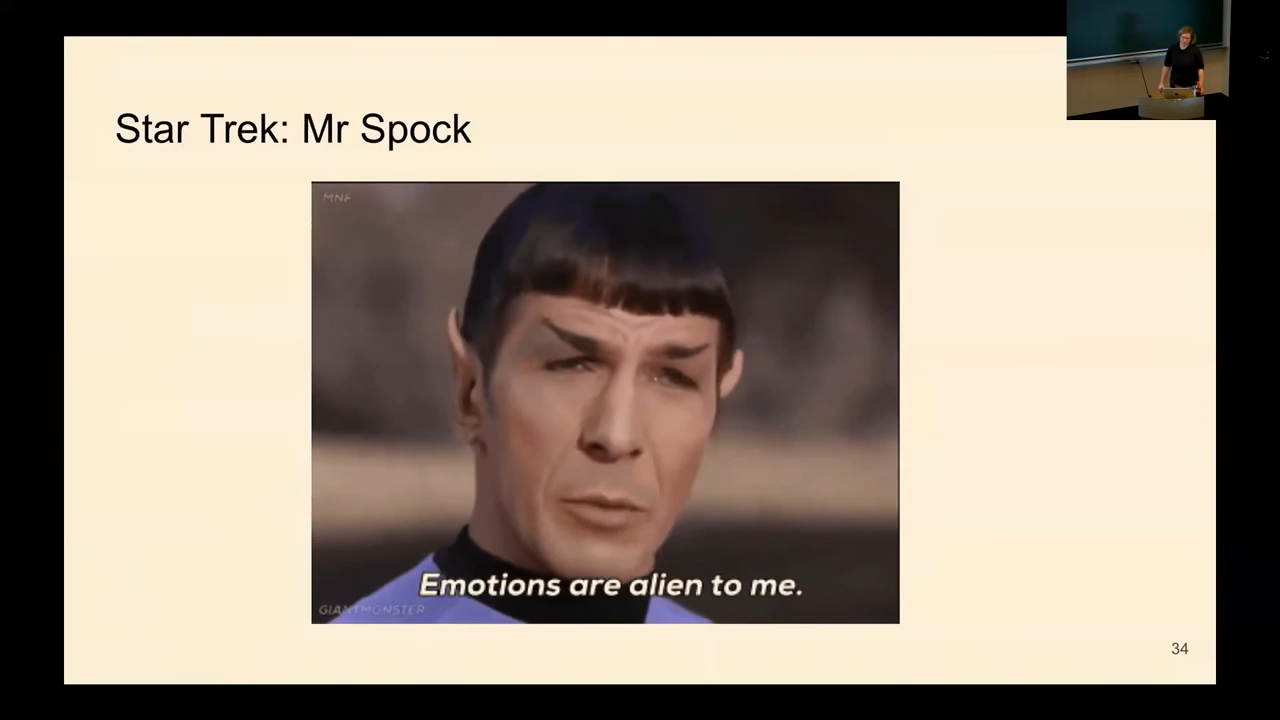 Star Trek: Mr Spock
MNF
Emotions are alien to me.
GIANTMONSTER
34